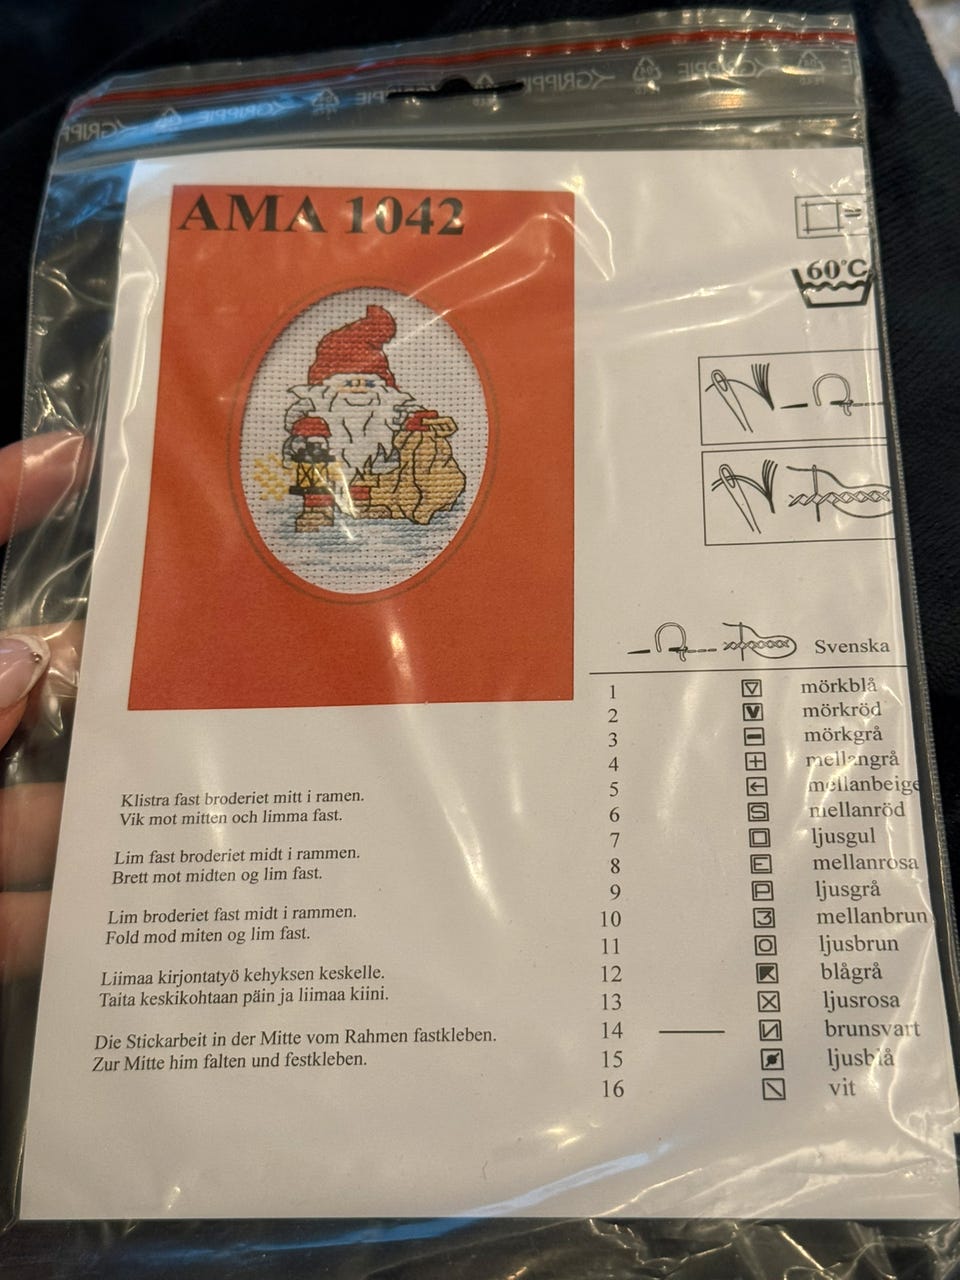 GRIPPIE GRIPPIE GRIPPIE GRIPPIE
AMA 1042
60°C
Svenska
1 mörkblå
2 mörkröd
3 mörkgrå
4 mellangrå
5 mellanbeige
6 mellanröd
7 ljusgul
8 mellanrosa
9 ljusgrå
10 mellanbrun
11 ljusbrun
12 blågrå
13 ljusrosa
14 brunsvart
15 ljusblå
16 vit
Klistra fast broderiet mitt i ramen.
Vik mot mitten och limma fast.
Lim fast broderiet midt i rammen.
Brett mot midten og lim fast.
Lim broderiet fast midt i rammen.
Fold mod miten og lim fast.
Liimaa kirjontatyö kehyksen keskelle.
Taita keskikohtaan päin ja liimaa kiini.
Die Stickarbeit in der Mitte vom Rahmen fastkleben.
Zur Mitte him falten und festkleben.